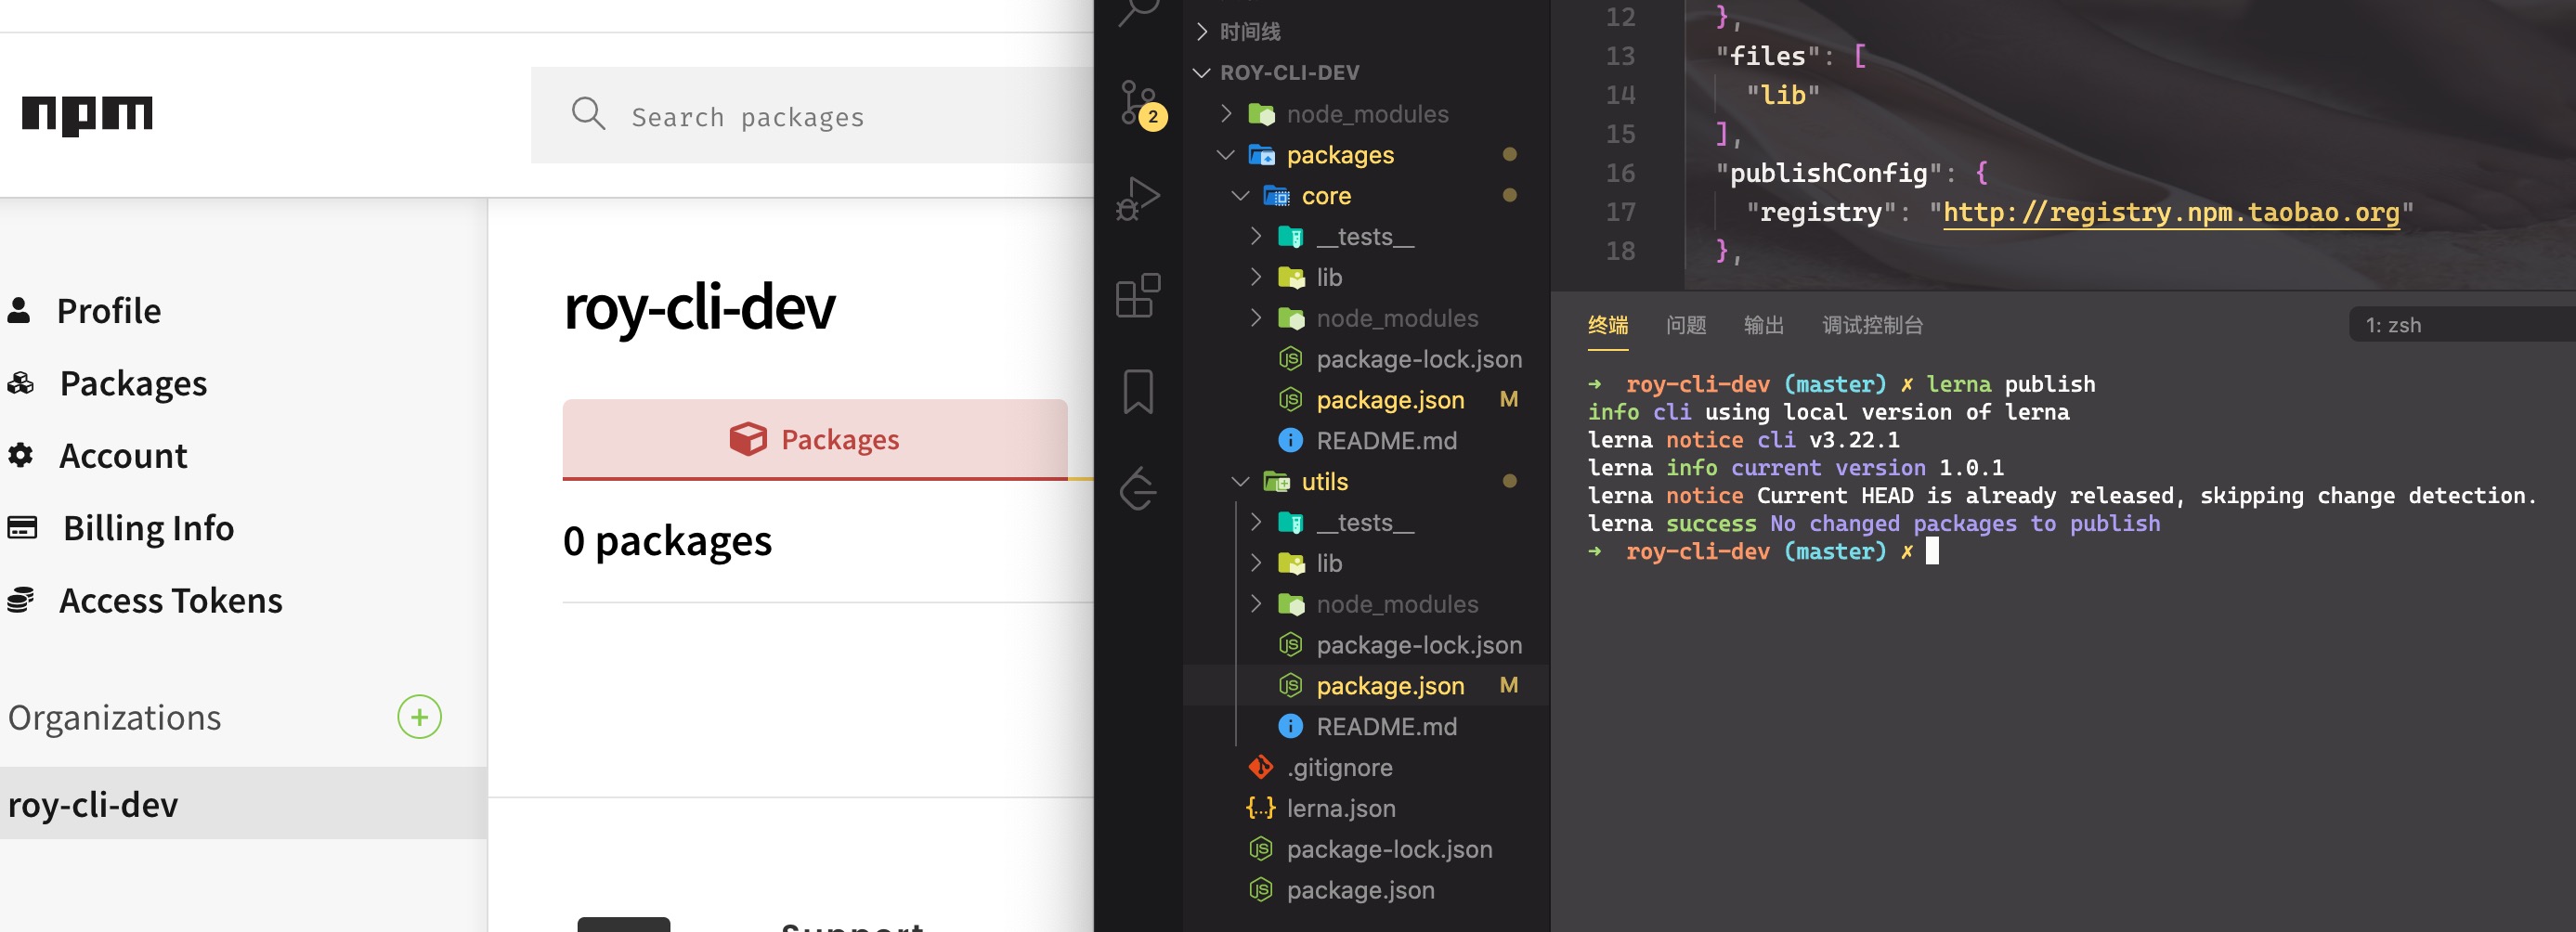 npm
Search packages
Profile
Packages
Account
Billing Info
Access Tokens
Organizations
roy-cli-dev
roy-cli-dev
Packages
0 packages
Support
2
时间线
ROY-CLI-DEV
node_modules
packages
core
__tests__
lib
node_modules
package-lock.json
package.json M
README.md
utils
__tests__
lib
node_modules
package-lock.json
package.json M
README.md
.gitignore
lerna.json
package-lock.json
package.json
12 },
13 "files": [
14 "lib"
15 ],
16 "publishConfig": {
17 "registry": "http://registry.npm.taobao.org"
18 },
终端 问题 输出 调试控制台 1: zsh
➜ roy-cli-dev (master) ✗ lerna publish
info cli using local version of lerna
lerna notice cli v3.22.1
lerna info current version 1.0.1
lerna notice Current HEAD is already released, skipping change detection.
lerna success No changed packages to publish
➜ roy-cli-dev (master) ✗